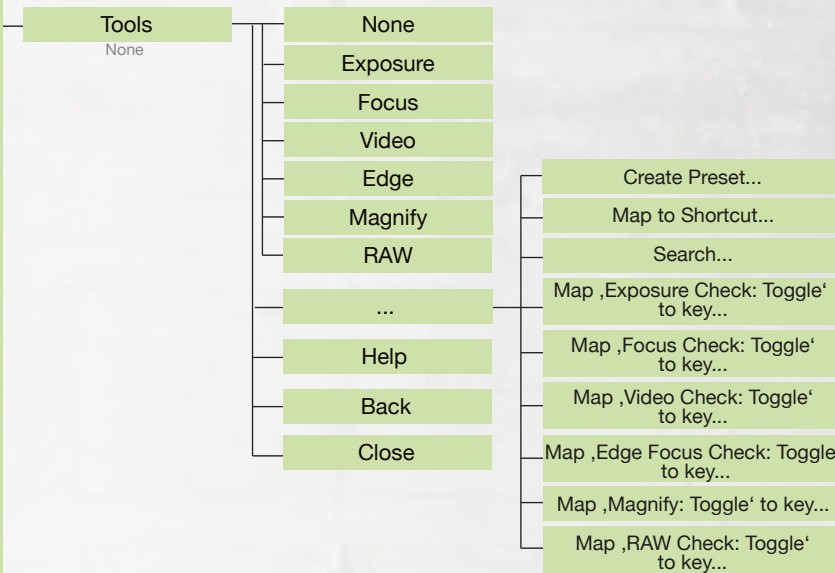 Tools
None
None
Exposure
Focus
Video
Edge
Magnify
RAW
...
Help
Back
Close
Create Preset...
Map to Shortcut...
Search...
Map ‚Exposure Check: Toggle‘
to key...
Map ‚Focus Check: Toggle‘
to key...
Map ‚Video Check: Toggle‘
to key...
Map ‚Edge Focus Check: Toggle
to key...
Map ‚Magnify: Toggle‘ to key...
Map ‚RAW Check: Toggle‘
to key...